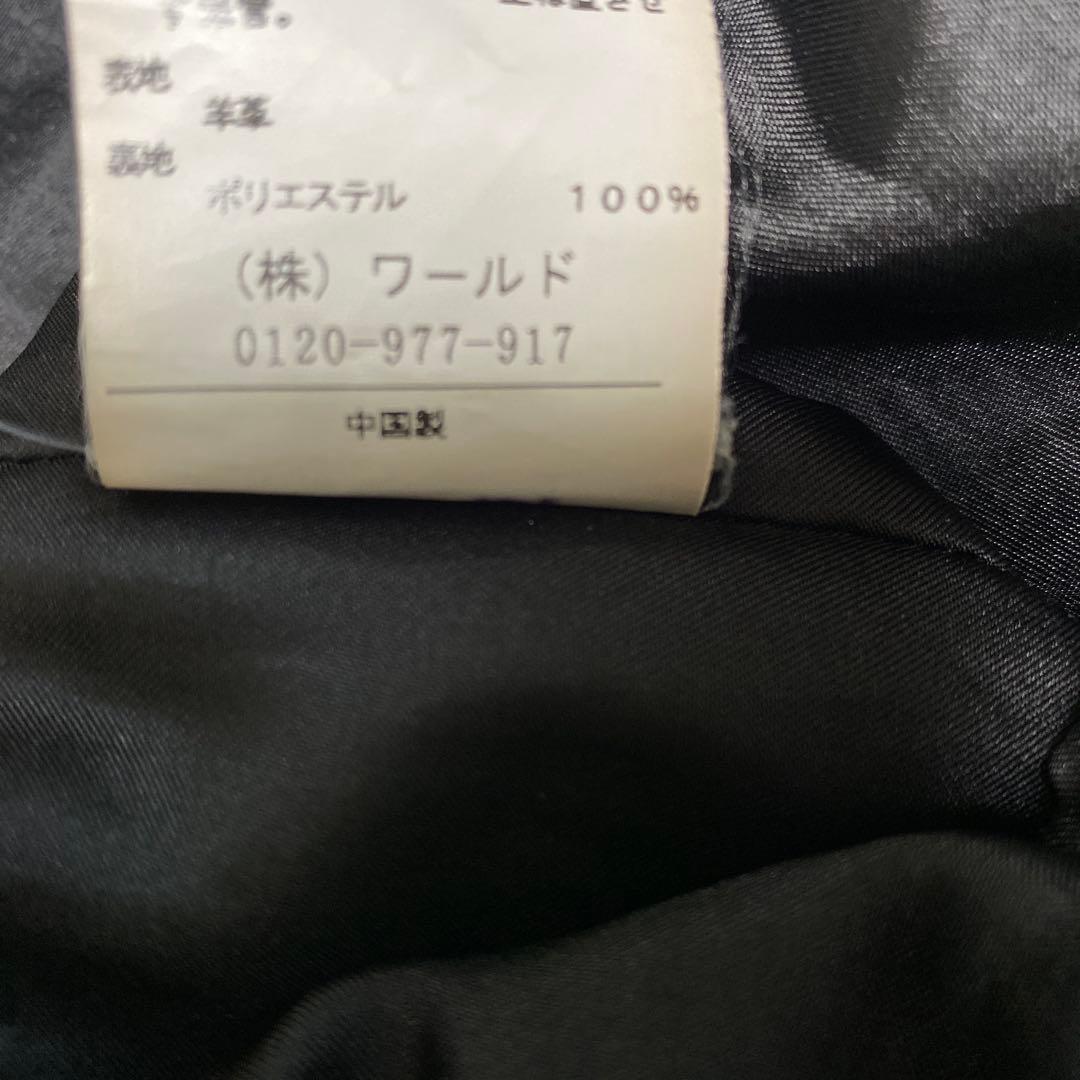 表地
羊革
裏地
ポリエステル 100%
(株) ワールド
0120-977-917
中国製